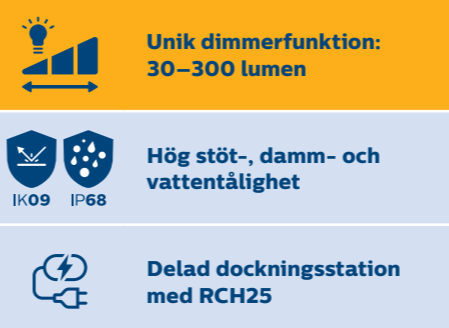 Unik dimmerfunktion:
30–300 lumen
Hög stöt-, damm- och
vattentålighet
IK09 IP68
Delad dockningsstation
med RCH25